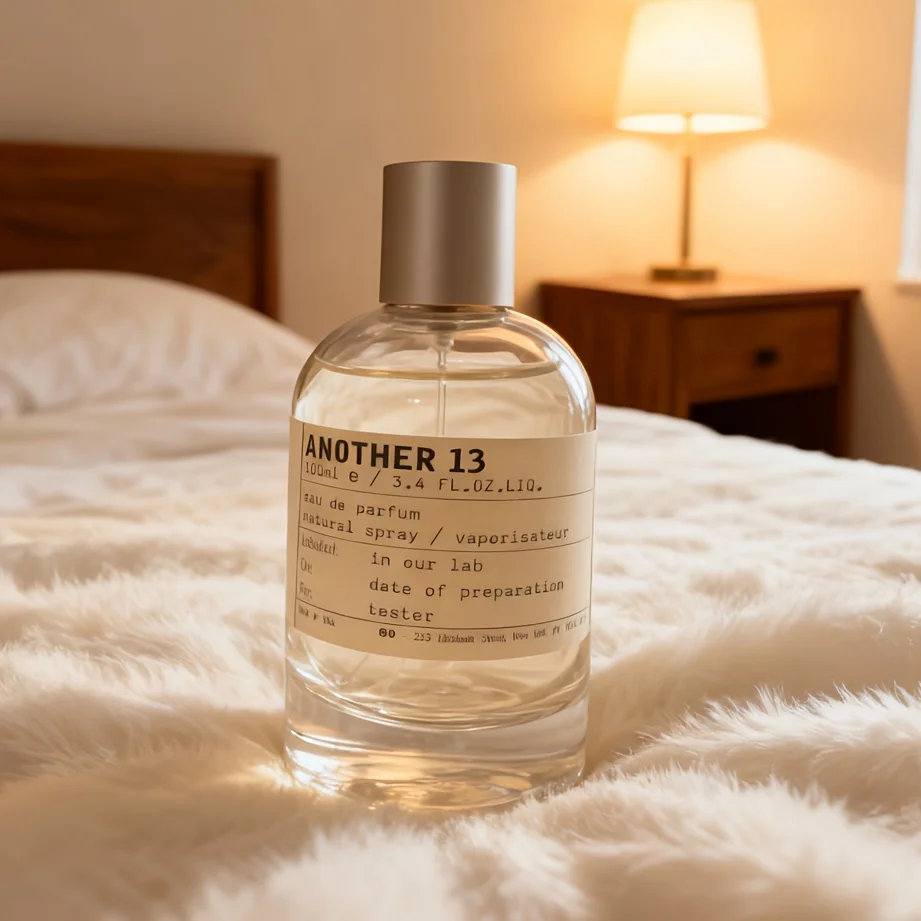 ANOTHER 13
100ml e / 3.4 FL.OZ.LIQ.
eau de parfum
natural spray / vaporisateur
in our lab
date of preparation
tester